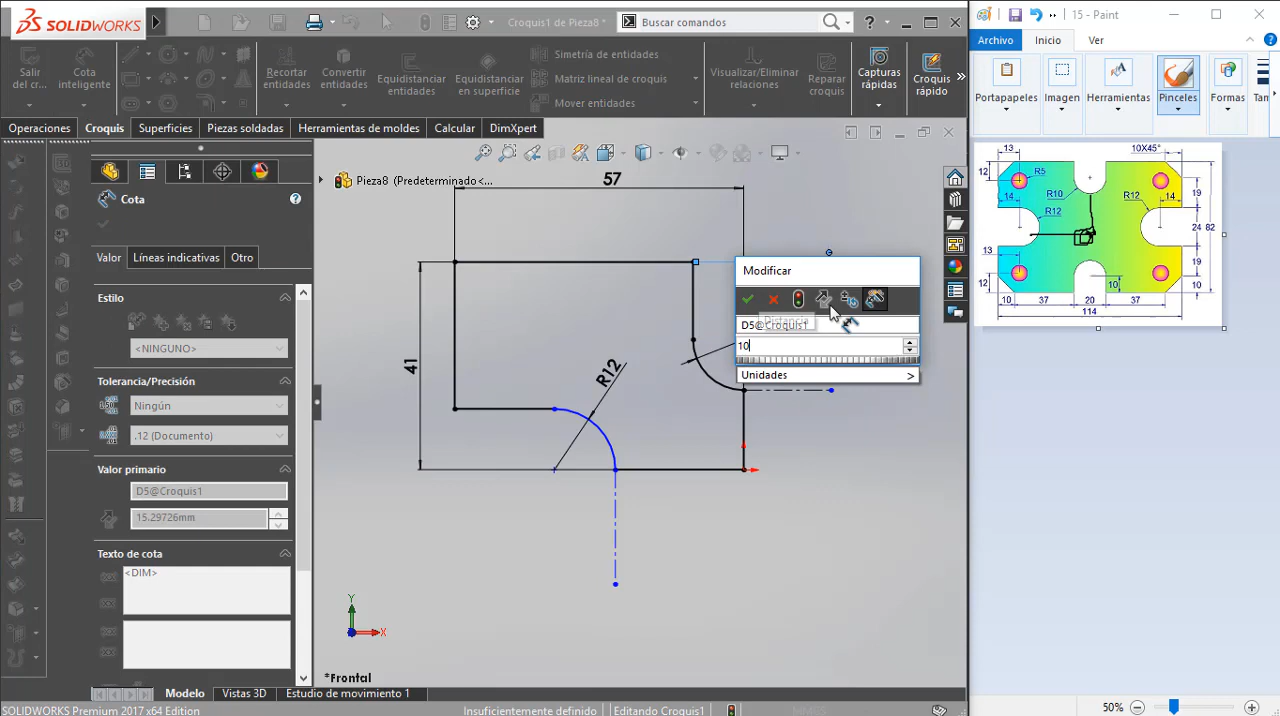 SOLIDWORKS
Croquis1 de Pieza8 *
Buscar comandos
?
15 - Paint
Archivo
Inicio
Ver
Salir del cr...
Cota inteligente
Recortar entidades
Convertir entidades
Equidistanciar entidades
Equidistanciar en superficie
Simetría de entidades
Matriz lineal de croquis
Mover entidades
Visualizar/Eliminar relaciones
Reparar croquis
Capturas rápidas
Croquis rápido
Portapapeles
Imagen
Herramientas
Pinceles
Formas
Operaciones
Croquis
Superficies
Piezas soldadas
Herramientas de moldes
Calcular
DimXpert
Pieza8 (Predeterminado<...
Cota
Valor
Líneas indicativas
Otro
Estilo
<NINGUNO>
Tolerancia/Precisión
Ningún
.12 (Documento)
Valor primario
D5@Croquis1
15.29726mm
Texto de cota
<DIM>
57
41
R12
Modificar
D5@Croquis1
10
Unidades
>
Y
X
*Frontal
13
10X45°
12
R5
R10
R12
14
R12
14
19
24
82
19
13
12
10
10
37
20
37
10
114
Modelo
Vistas 3D
Estudio de movimiento 1
SOLIDWORKS Premium 2017 x64 Edition
Insuficientemente definido
Editando Croquis1
MMGS
50%